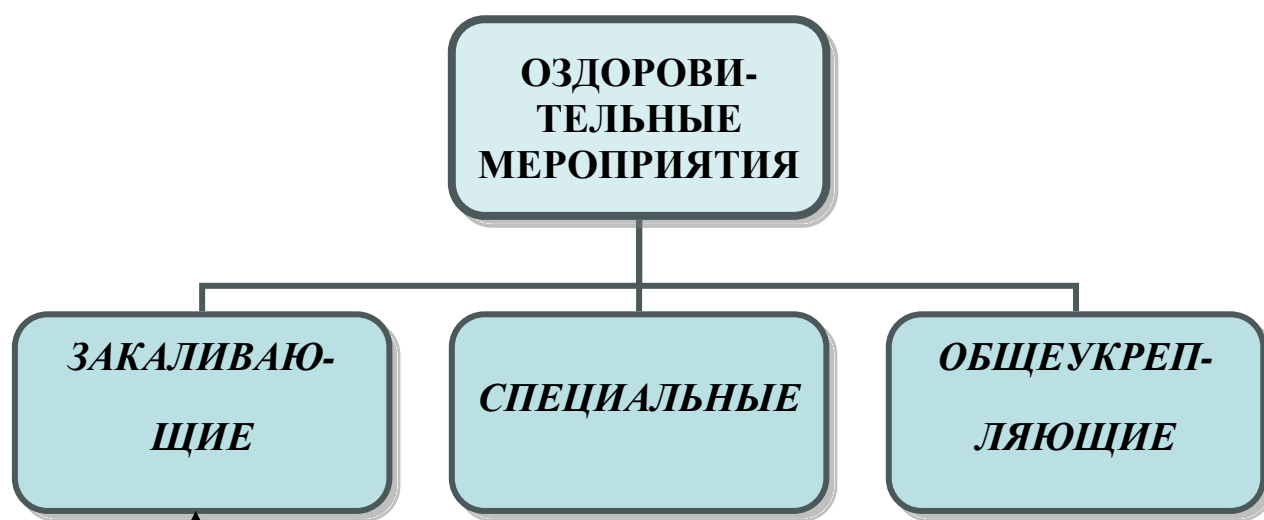 ОЗДОРОВИ-
ТЕЛЬНЫЕ
МЕРОПРИЯТИЯ
ЗАКАЛИВАЮ-
ЩИЕ
СПЕЦИАЛЬНЫЕ
ОБЩЕУКРЕП-
ЛЯЮЩИЕ